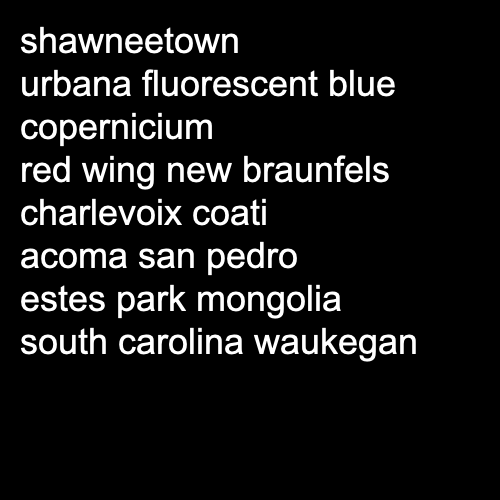 shawneetown
urbana fluorescent blue
copernicium
red wing new braunfels
charlevoix coati
acoma san pedro
estes park mongolia
south carolina waukegan